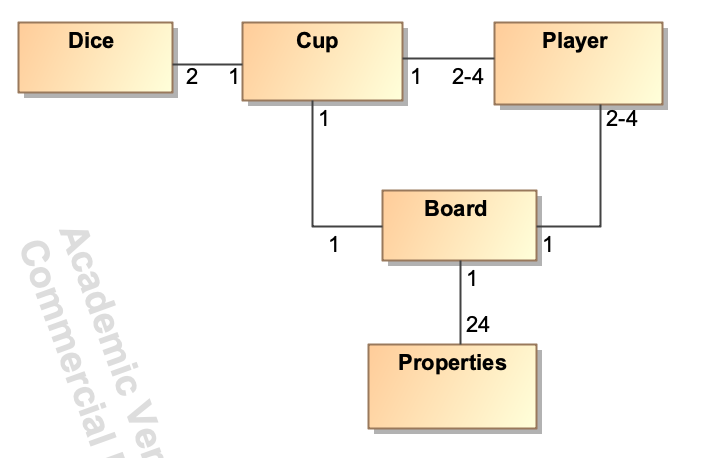 Dice
Cup
Player
2 1
1 2-4
1
2-4
Board
1
1
1
24
Properties
Academic
Commercial